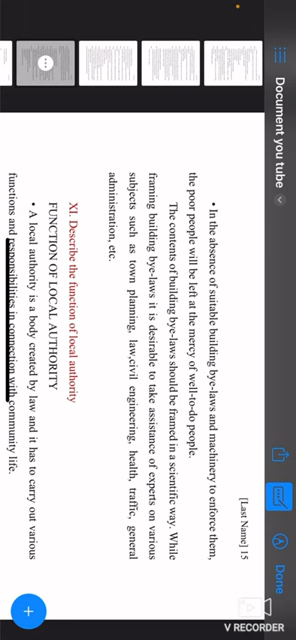 Document you tube
Done
[Last Name] 15
• In the absence of suitable building bye-laws and machinery to enforce them,
the poor people will be left at the mercy of well-to-do people.
The contents of building bye-laws should be framed in a scientific way. While
framing building bye-laws it is desirable to take assistance of experts on various
subjects such as town planning, law,civil engineering, health, traffic, general
administration, etc.
XI. Describe the function of local authority
FUNCTION OF LOCAL AUTHORITY
• A local authority is a body created by law and it has to carry out various
functions and responsibilities in connection with community life.
V RECORDER